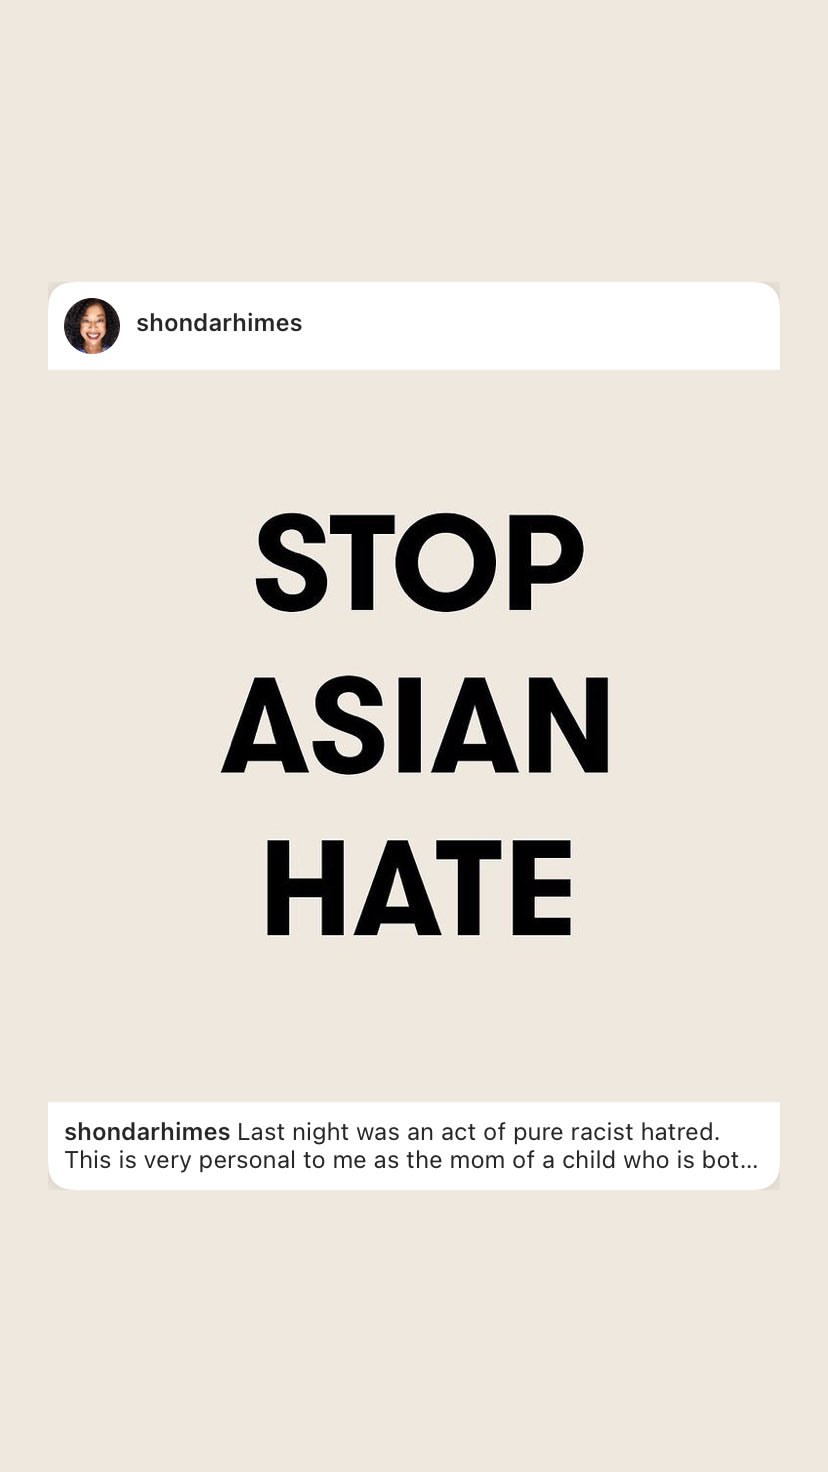 shondarhimes
STOP
ASIAN
HATE
shondarhimes Last night was an act of pure racist hatred.
This is very personal to me as the mom of a child who is bot...